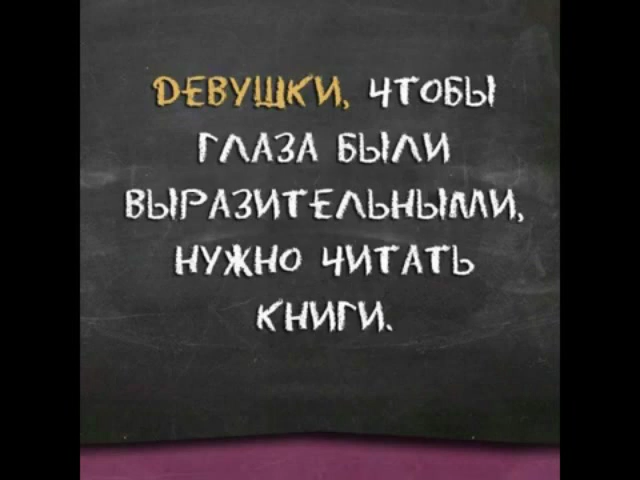 ДЕВУШКИ, ЧТОБЫ
ГЛАЗА БЫЛИ
ВЫРАЗИТЕЛЬНЫМИ,
НУЖНО ЧИТАТЬ
КНИГИ.